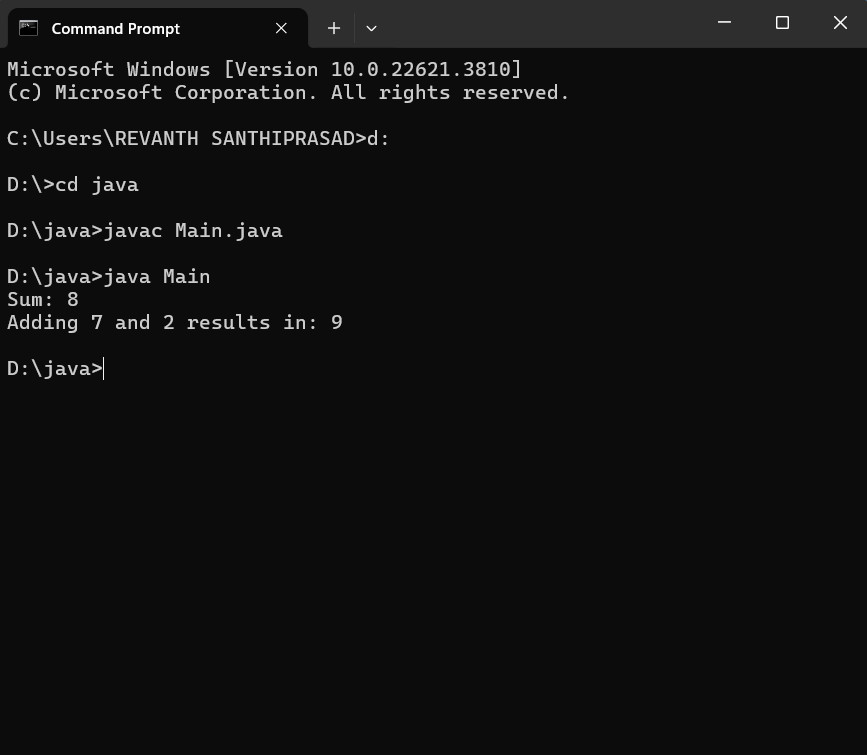 Command Prompt
Microsoft Windows [Version 10.0.22621.3810]
(c) Microsoft Corporation. All rights reserved.
C:\Users\REVANTH SANTHIPRASAD>d:
D:\>cd java
D:\java>javac Main.java
D:\java>java Main
Sum: 8
Adding 7 and 2 results in: 9
D:\java>